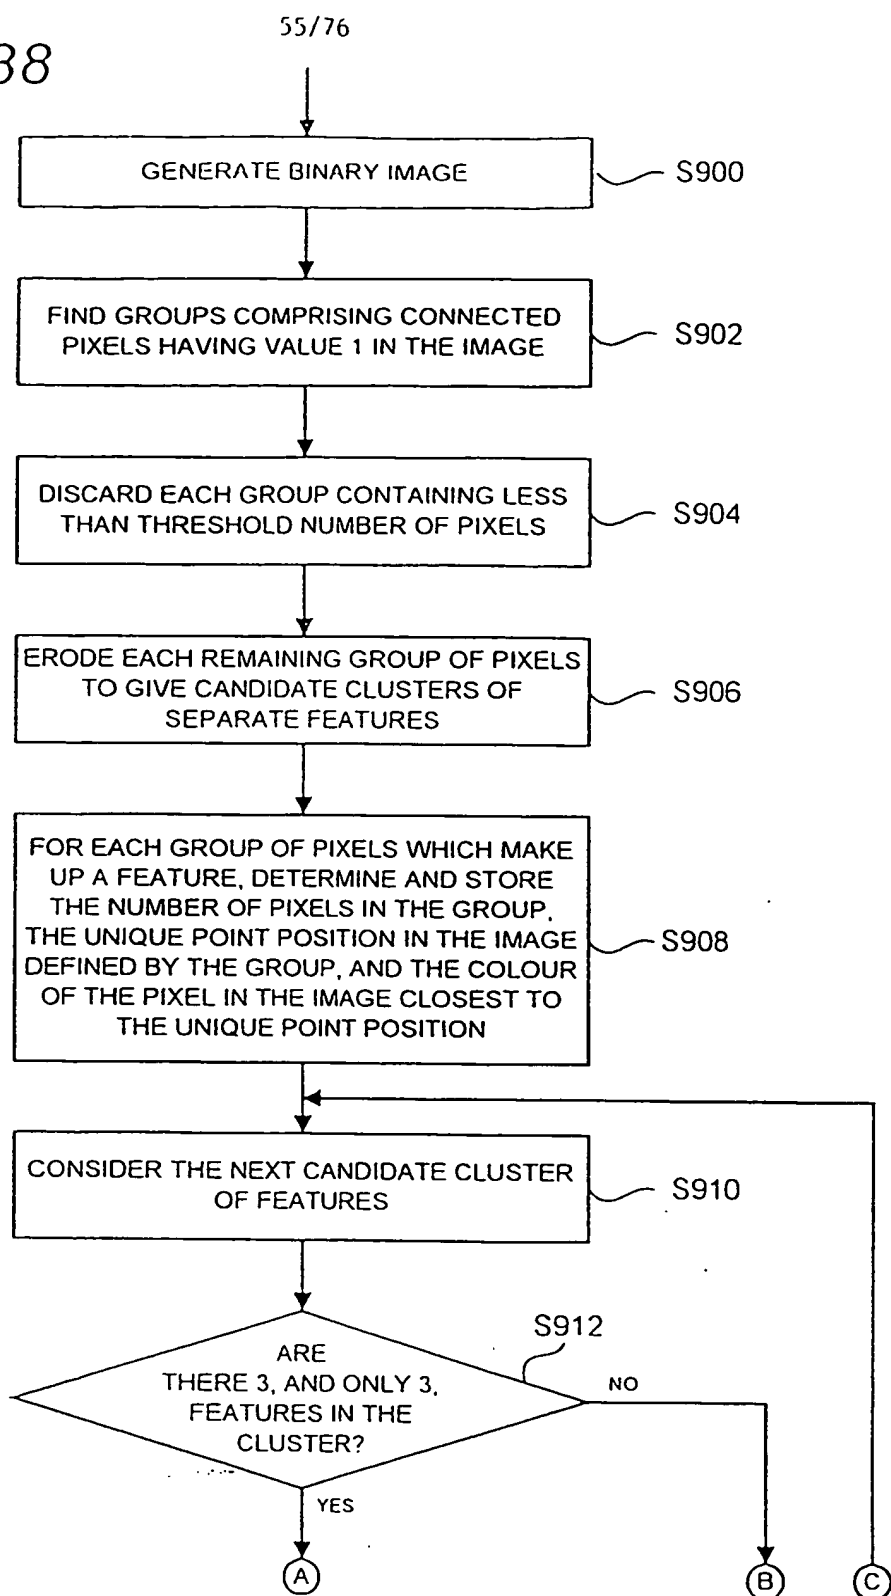 55/76
38
GENERATE BINARY IMAGE
S900
FIND GROUPS COMPRISING CONNECTED
PIXELS HAVING VALUE 1 IN THE IMAGE
S902
DISCARD EACH GROUP CONTAINING LESS
THAN THRESHOLD NUMBER OF PIXELS
S904
ERODE EACH REMAINING GROUP OF PIXELS
TO GIVE CANDIDATE CLUSTERS OF
SEPARATE FEATURES
S906
FOR EACH GROUP OF PIXELS WHICH MAKE
UP A FEATURE, DETERMINE AND STORE
THE NUMBER OF PIXELS IN THE GROUP,
THE UNIQUE POINT POSITION IN THE IMAGE
DEFINED BY THE GROUP, AND THE COLOUR
OF THE PIXEL IN THE IMAGE CLOSEST TO
THE UNIQUE POINT POSITION
S908
CONSIDER THE NEXT CANDIDATE CLUSTER
OF FEATURES
S910
S912
ARE
THERE 3, AND ONLY 3,
FEATURES IN THE
CLUSTER?
NO
YES
A
B
C